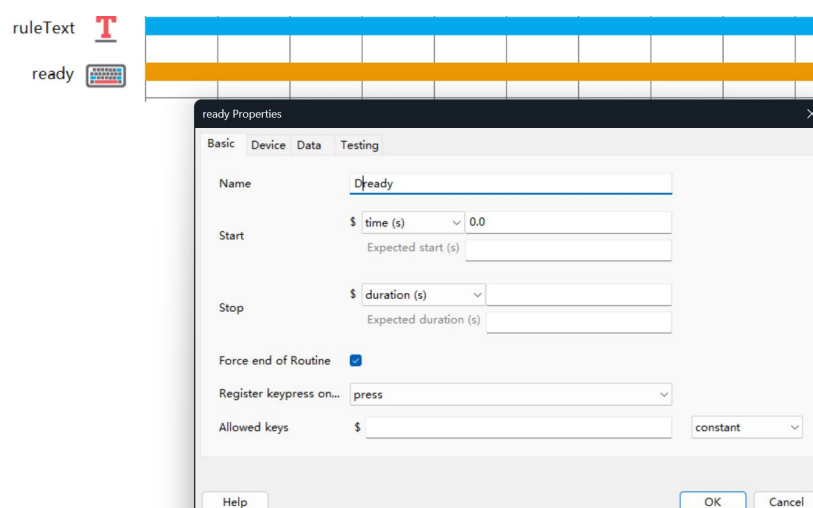 ruleText T
ready
ready Properties
Basic Device Data Testing
Name Dready
$ time (s) 0.0
Start
Expected start (s)
$ duration (s)
Stop
Expected duration (s)
Force end of Routine
Register keypress on... press
Allowed keys $ constant
Help OK Cancel